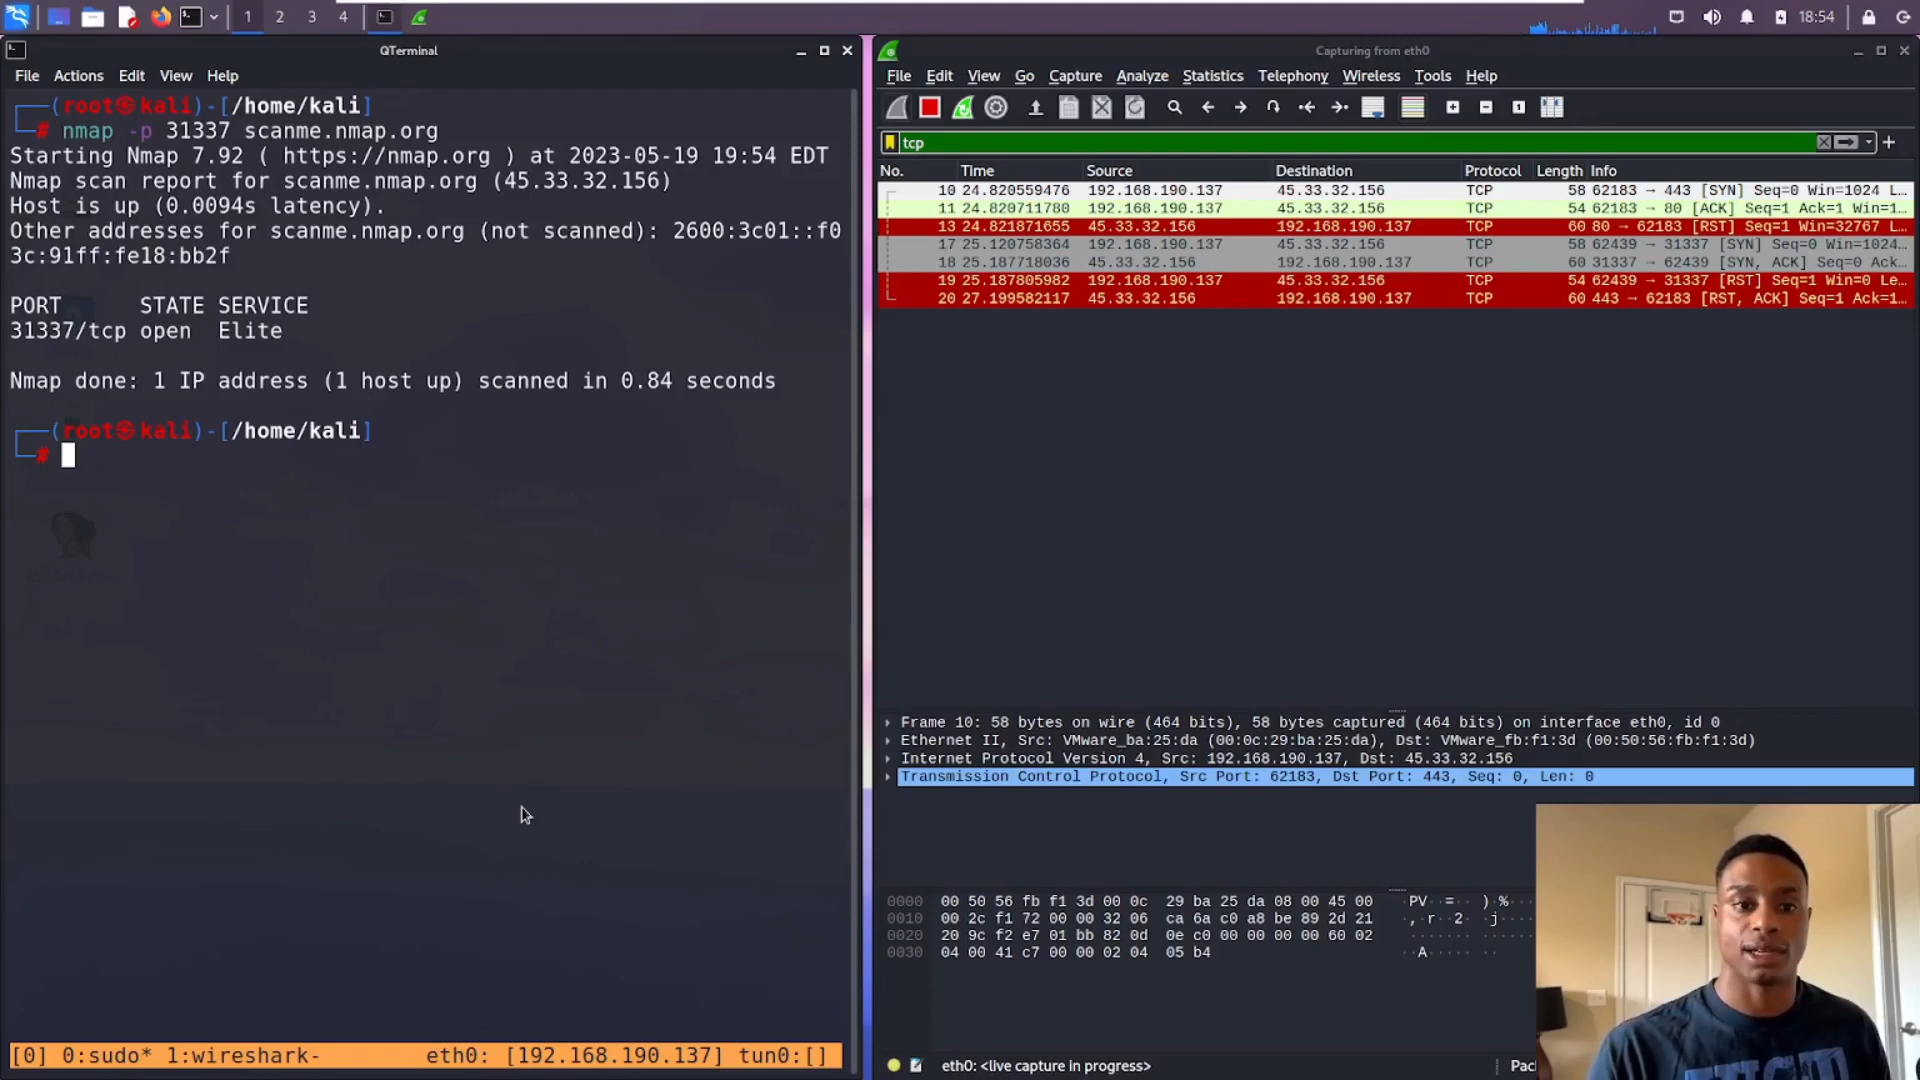 1 2 3 4
18:54
QTerminal
File Actions Edit View Help
(root㉿kali)-[/home/kali]
# nmap -p 31337 scanme.nmap.org
Starting Nmap 7.92 ( https://nmap.org ) at 2023-05-19 19:54 EDT
Nmap scan report for scanme.nmap.org (45.33.32.156)
Host is up (0.0094s latency).
Other addresses for scanme.nmap.org (not scanned): 2600:3c01::f0
3c:91ff:fe18:bb2f
PORT STATE SERVICE
31337/tcp open Elite
Nmap done: 1 IP address (1 host up) scanned in 0.84 seconds
(root㉿kali)-[/home/kali]
#
[0] 0:sudo* 1:wireshark- eth0: [192.168.190.137] tun0:[]
Capturing from eth0
File Edit View Go Capture Analyze Statistics Telephony Wireless Tools Help
tcp
No. Time Source Destination Protocol Length Info
10 24.820559476 192.168.190.137 45.33.32.156 TCP 58 62183 → 443 [SYN] Seq=0 Win=1024 L…
11 24.820711780 192.168.190.137 45.33.32.156 TCP 54 62183 → 80 [ACK] Seq=1 Ack=1 Win=1…
13 24.821871655 45.33.32.156 192.168.190.137 TCP 60 80 → 62183 [RST] Seq=1 Win=32767 L…
17 25.120758364 192.168.190.137 45.33.32.156 TCP 58 62439 → 31337 [SYN] Seq=0 Win=1024…
18 25.187718036 45.33.32.156 192.168.190.137 TCP 60 31337 → 62439 [SYN, ACK] Seq=0 Ack…
19 25.187805982 192.168.190.137 45.33.32.156 TCP 54 62439 → 31337 [RST] Seq=1 Win=0 Le…
20 27.199582117 45.33.32.156 192.168.190.137 TCP 60 443 → 62183 [RST, ACK] Seq=1 Ack=1…
Frame 10: 58 bytes on wire (464 bits), 58 bytes captured (464 bits) on interface eth0, id 0
Ethernet II, Src: VMware_ba:25:da (00:0c:29:ba:25:da), Dst: VMware_fb:f1:3d (00:50:56:fb:f1:3d)
Internet Protocol Version 4, Src: 192.168.190.137, Dst: 45.33.32.156
Transmission Control Protocol, Src Port: 62183, Dst Port: 443, Seq: 0, Len: 0
0000 00 50 56 fb f1 3d 00 0c 29 ba 25 da 08 00 45 00 ·PV··=·· )·%···
0010 00 2c f1 72 00 00 32 06 ca 6a c0 a8 be 89 2d 21 ·,·r··2· ·j····
0020 20 9c f2 e7 01 bb 82 0d 0e c0 00 00 00 00 60 02
0030 04 00 41 c7 00 00 02 04 05 b4 ··A····· ··
eth0: <live capture in progress>